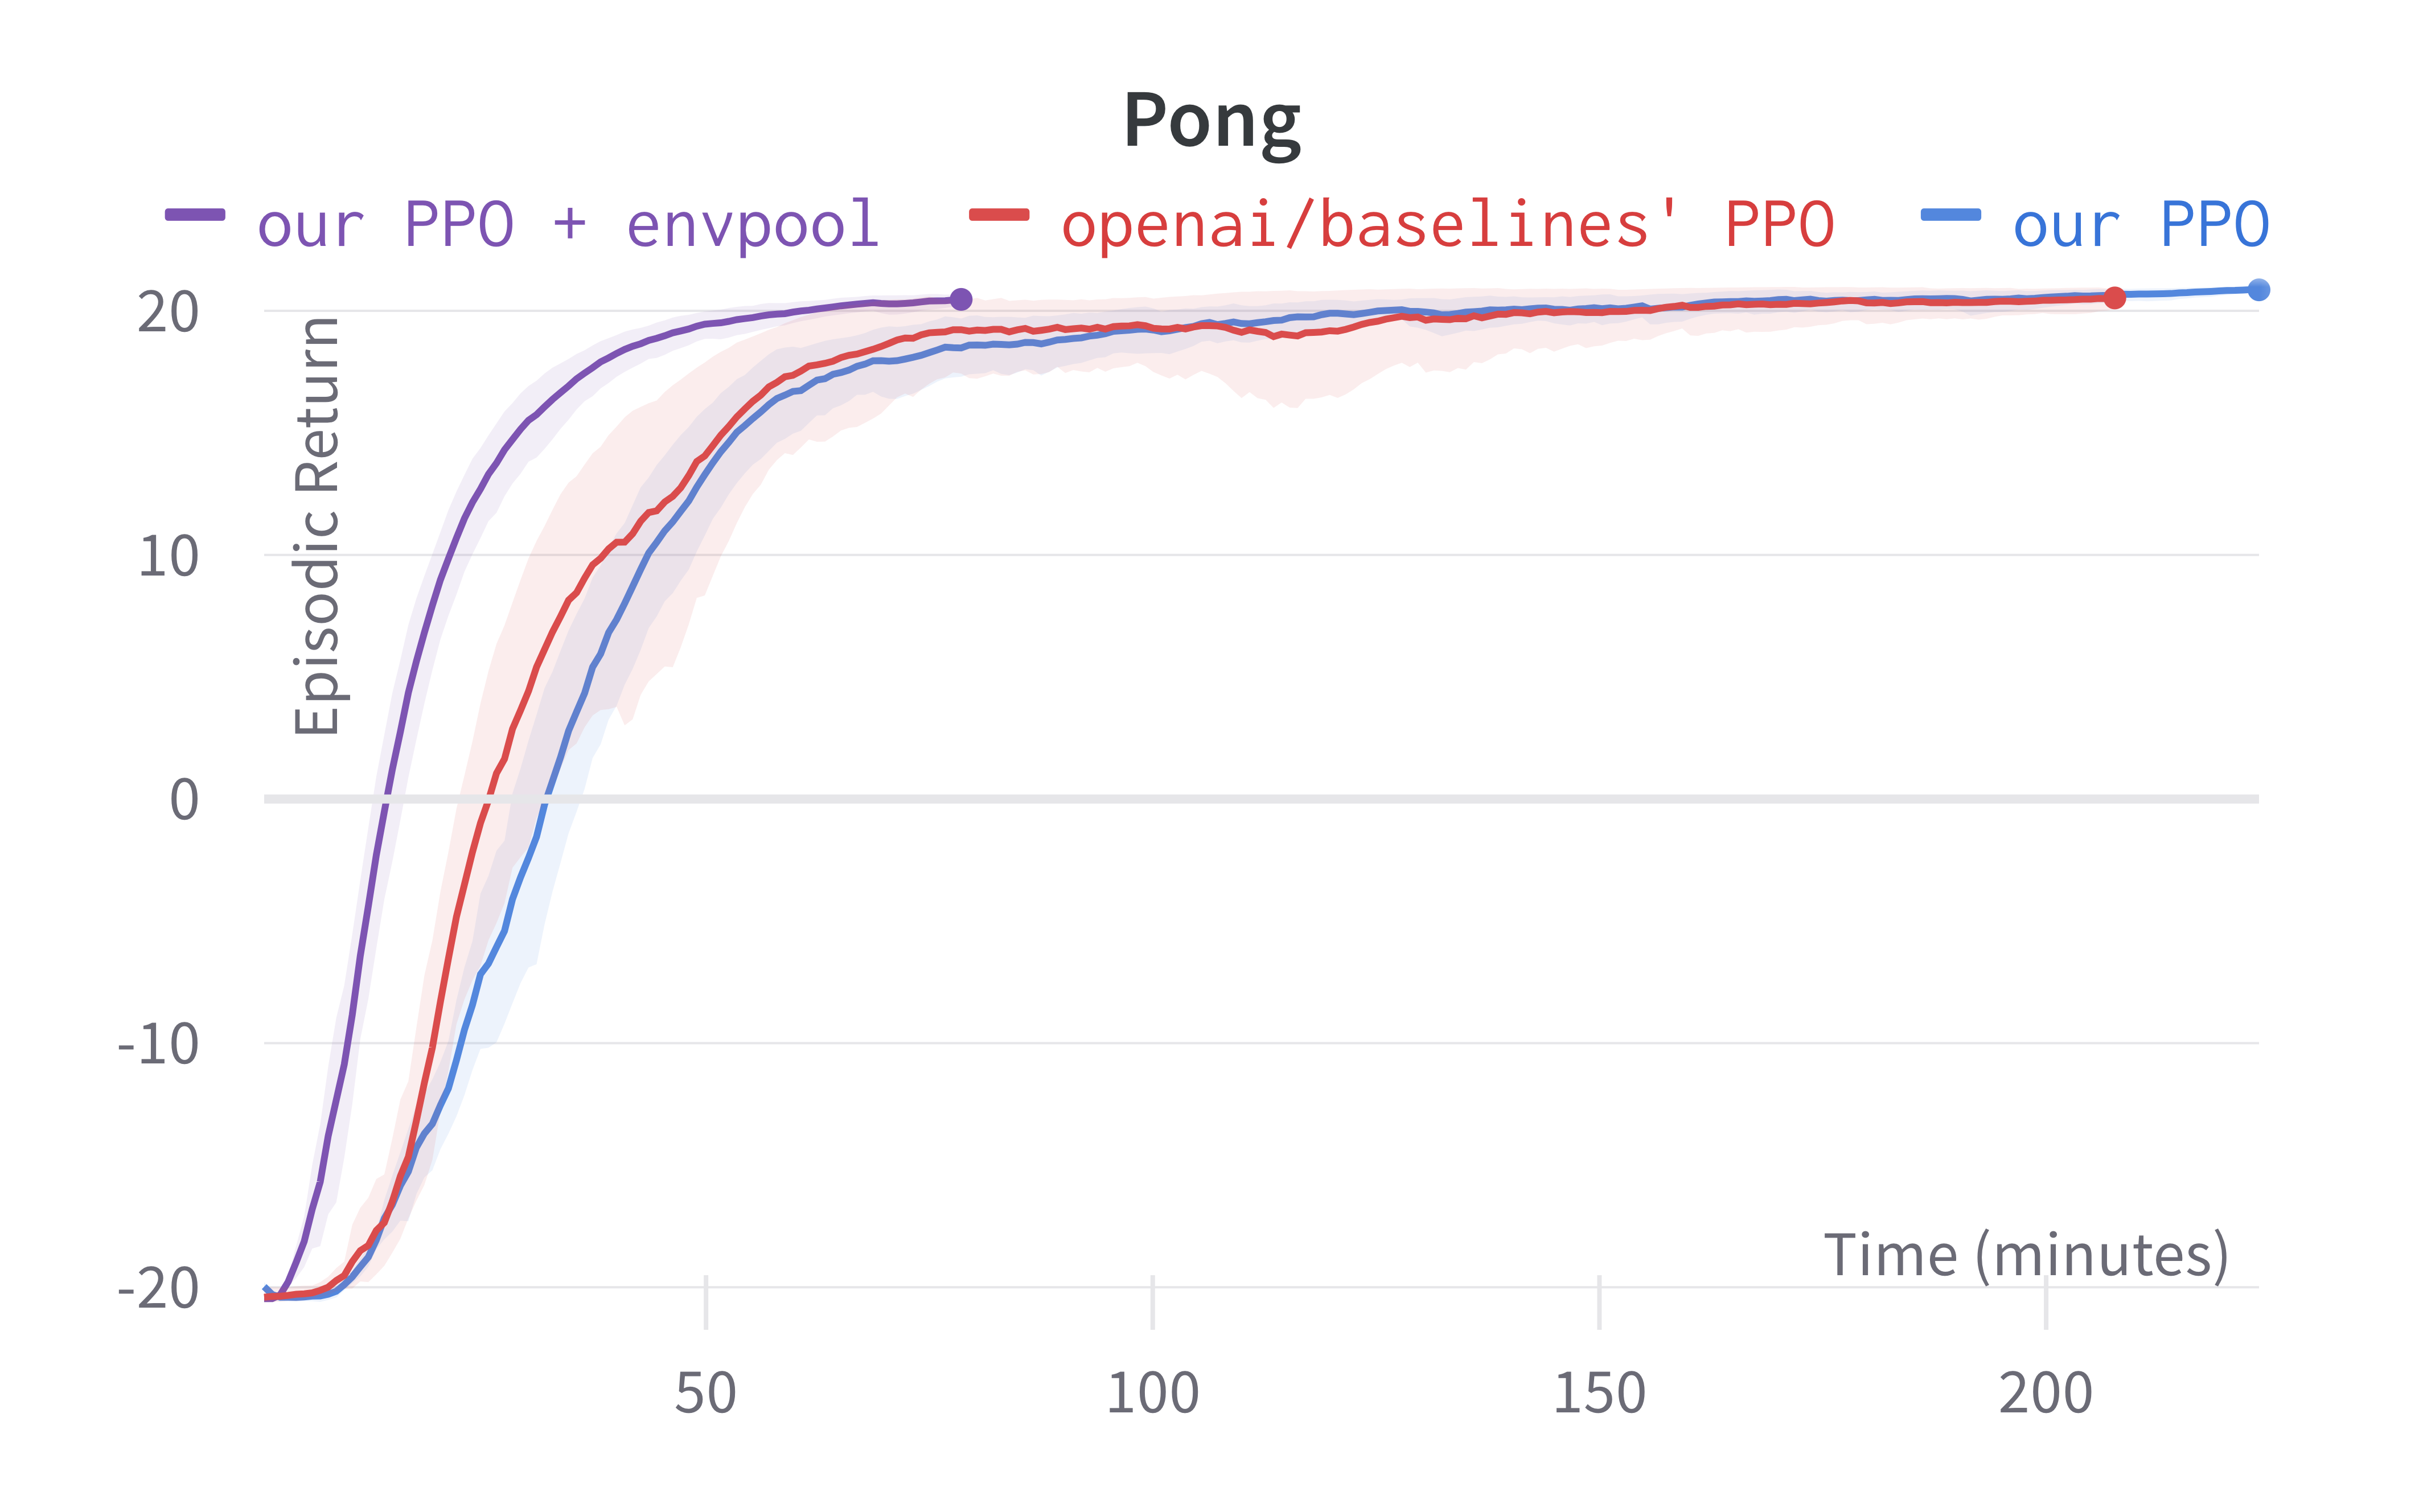 Pong
our PPO + envpool openai/baselines' PPO our PPO
20
10
0
-10
-20
Episodic Return
Time (minutes)
50 100 150 200